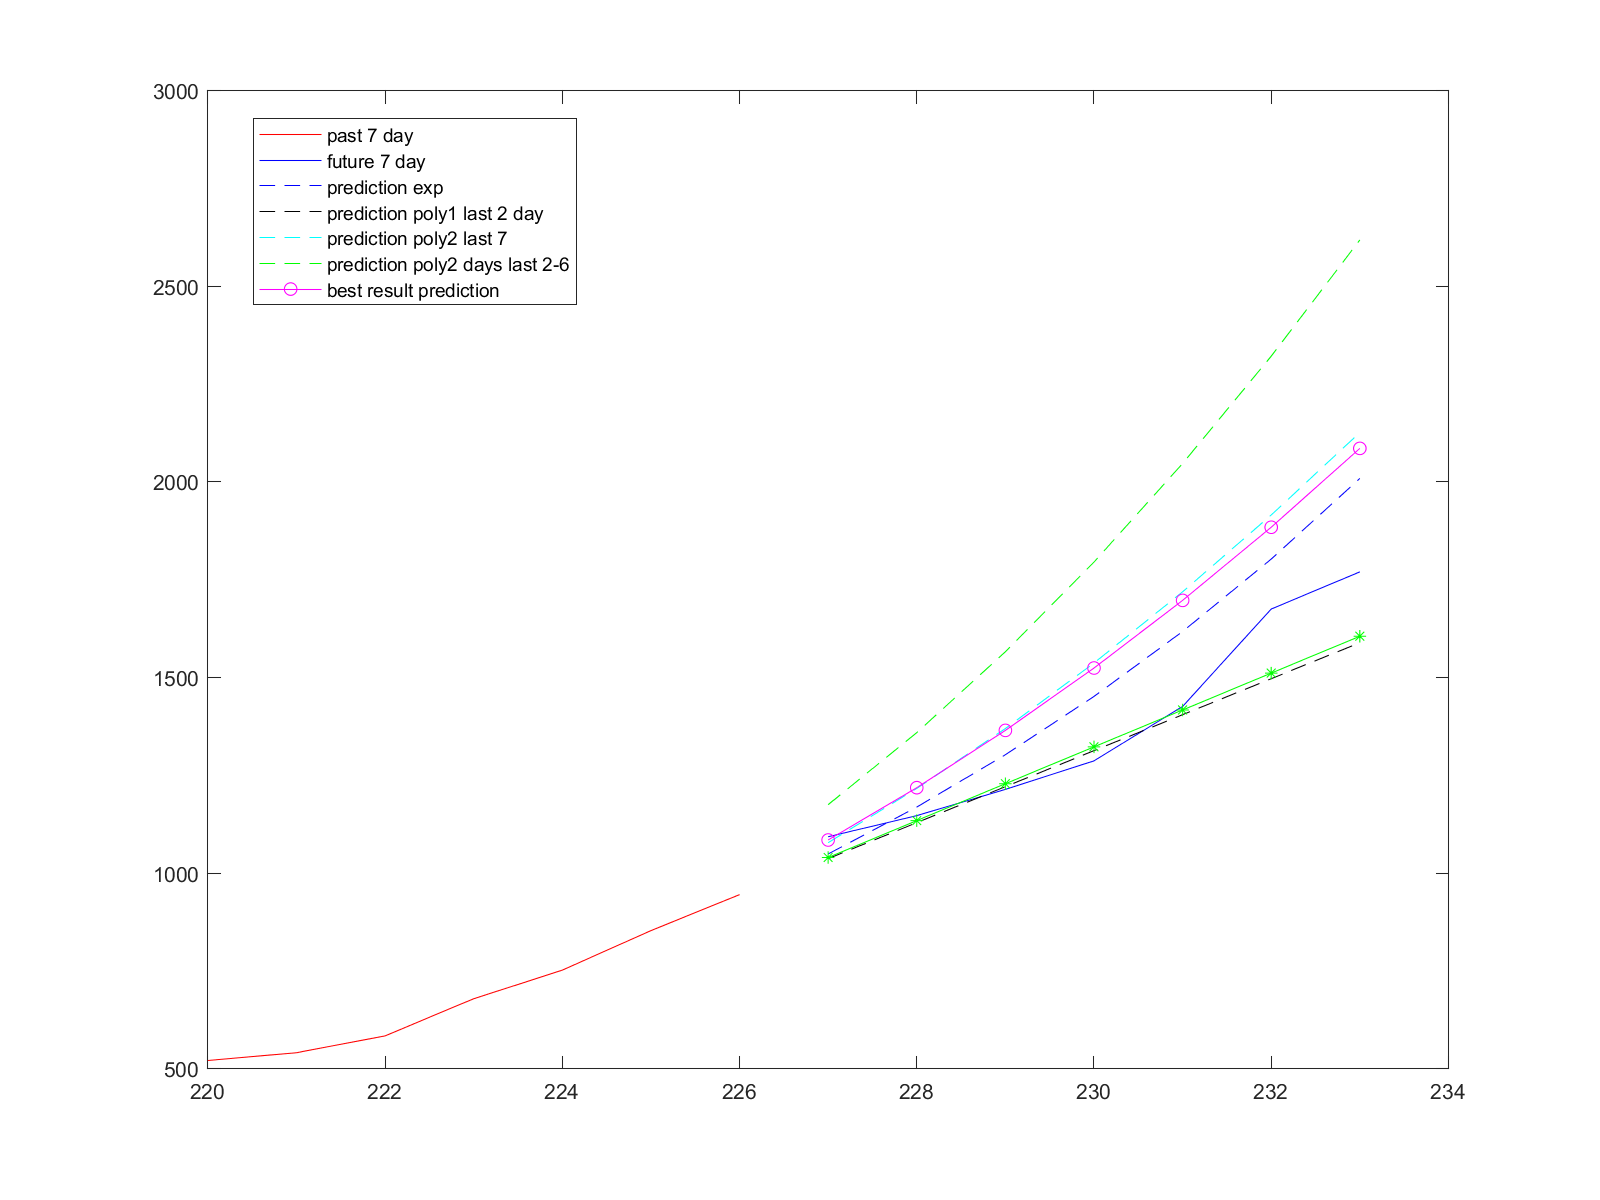 3000
2500
2000
1500
1000
500
past 7 day
future 7 day
prediction exp
prediction poly1 last 2 day
prediction poly2 last 7
prediction poly2 days last 2-6
best result prediction
220 222 224 226 228 230 232 234